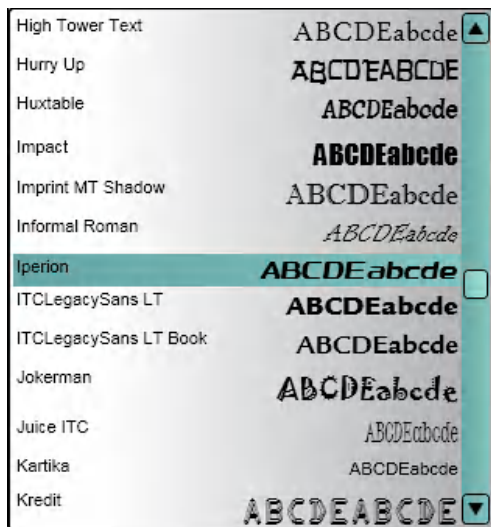 High Tower Text ABCDEabcde
Hurry Up ABCDEABCDE
Huxtable ABCDEabcde
Impact ABCDEabcde
Imprint MT Shadow ABCDEabcde
Informal Roman ABCDEabcde
Iperion ABCDEabcde
ITCLegacySans LT ABCDEabcde
ITCLegacySans LT Book ABCDEabcde
Jokerman ABCDEabcde
Juice ITC ABCDEabcde
Kartika ABCDEabcde
Kredit ABCDEABCDE